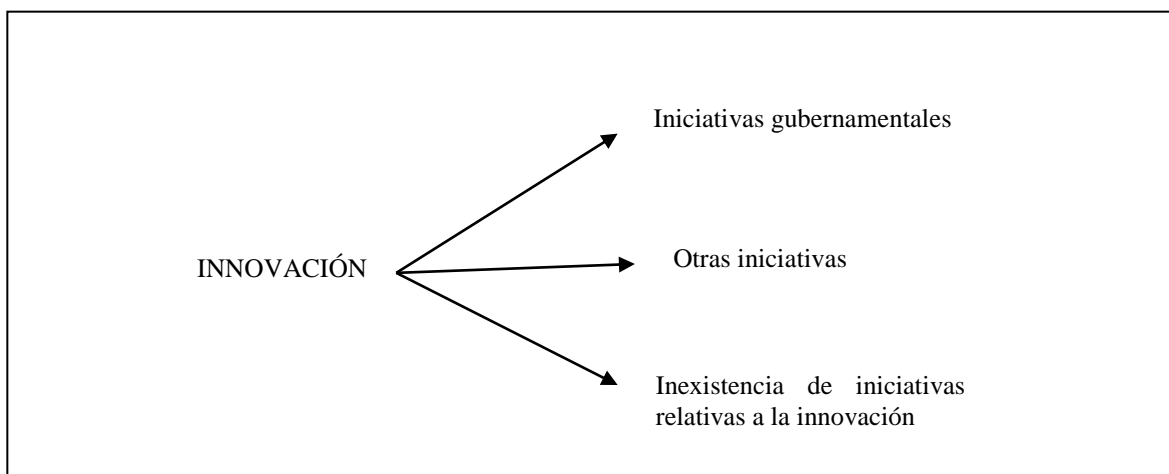 Iniciativas gubernamentales
INNOVACIÓN
Otras iniciativas
Inexistencia de iniciativas
relativas a la innovación